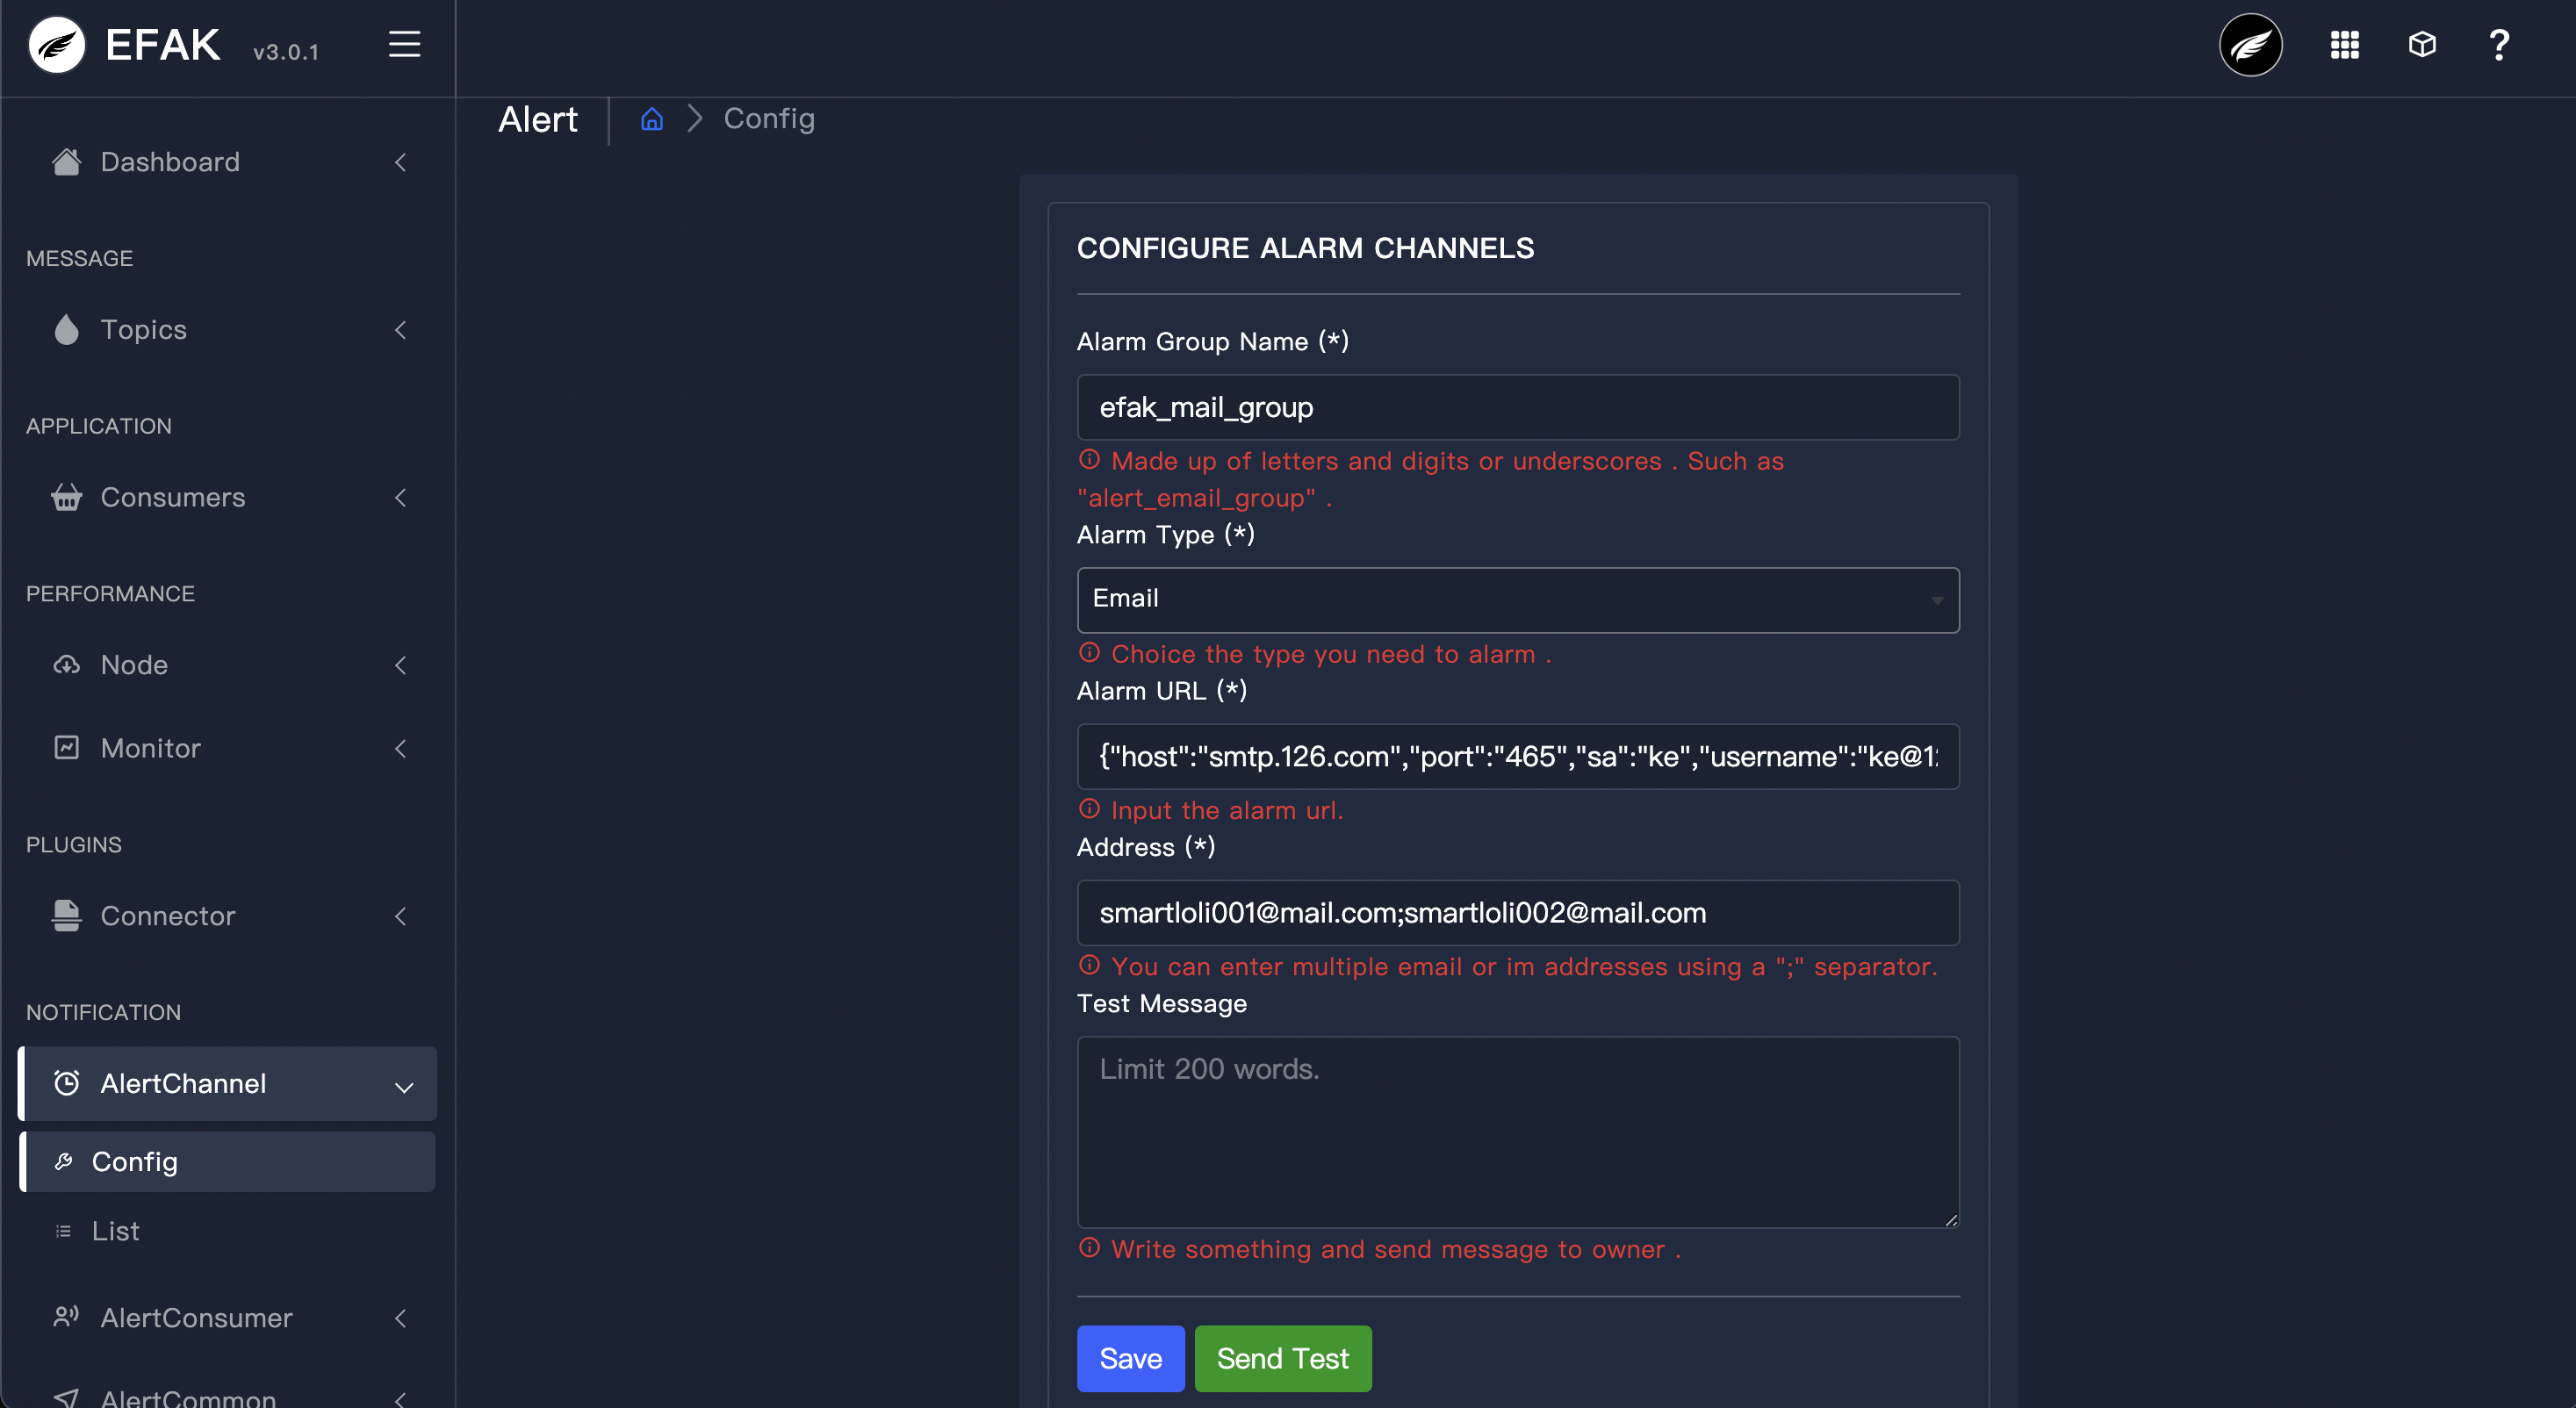 EFAK v3.0.1
Alert
Config
Dashboard
MESSAGE
Topics
APPLICATION
Consumers
PERFORMANCE
Node
Monitor
PLUGINS
Connector
NOTIFICATION
AlertChannel
Config
List
AlertConsumer
AlertCommon
CONFIGURE ALARM CHANNELS
Alarm Group Name (*)
efak_mail_group
Made up of letters and digits or underscores . Such as
"alert_email_group" .
Alarm Type (*)
Email
Choice the type you need to alarm .
Alarm URL (*)
{"host":"smtp.126.com","port":"465","sa":"ke","username":"ke@12
Input the alarm url.
Address (*)
smartloli001@mail.com;smartloli002@mail.com
You can enter multiple email or im addresses using a ";" separator.
Test Message
Limit 200 words.
Write something and send message to owner .
Save
Send Test